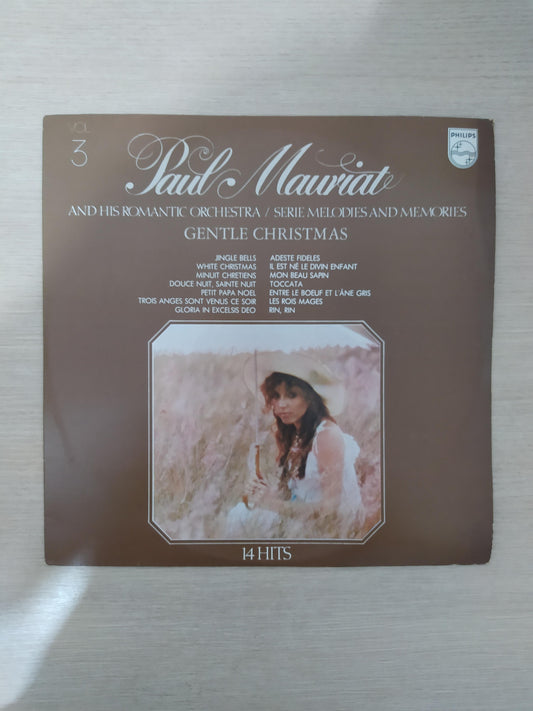 VOL
3
Paul Mauriat
PHILIPS
AND HIS ROMANTIC ORCHESTRA / SERIE MELODIES AND MEMORIES
GENTLE CHRISTMAS
JINGLE BELLS
WHITE CHRISTMAS
MINUIT CHRETIENS
DOUCE NUIT, SAINTE NUIT
PETIT PAPA NOEL
TROIS ANGES SONT VENUS CE SOIR
GLORIA IN EXCELSIS DEO
ADESTE FIDELES
IL EST NÉ LE DIVIN ENFANT
MON BEAU SAPIN
TOCCATA
ENTRE LE BOEUF ET L'ÂNE GRIS
LES ROIS MAGES
RIN, RIN
14 HITS